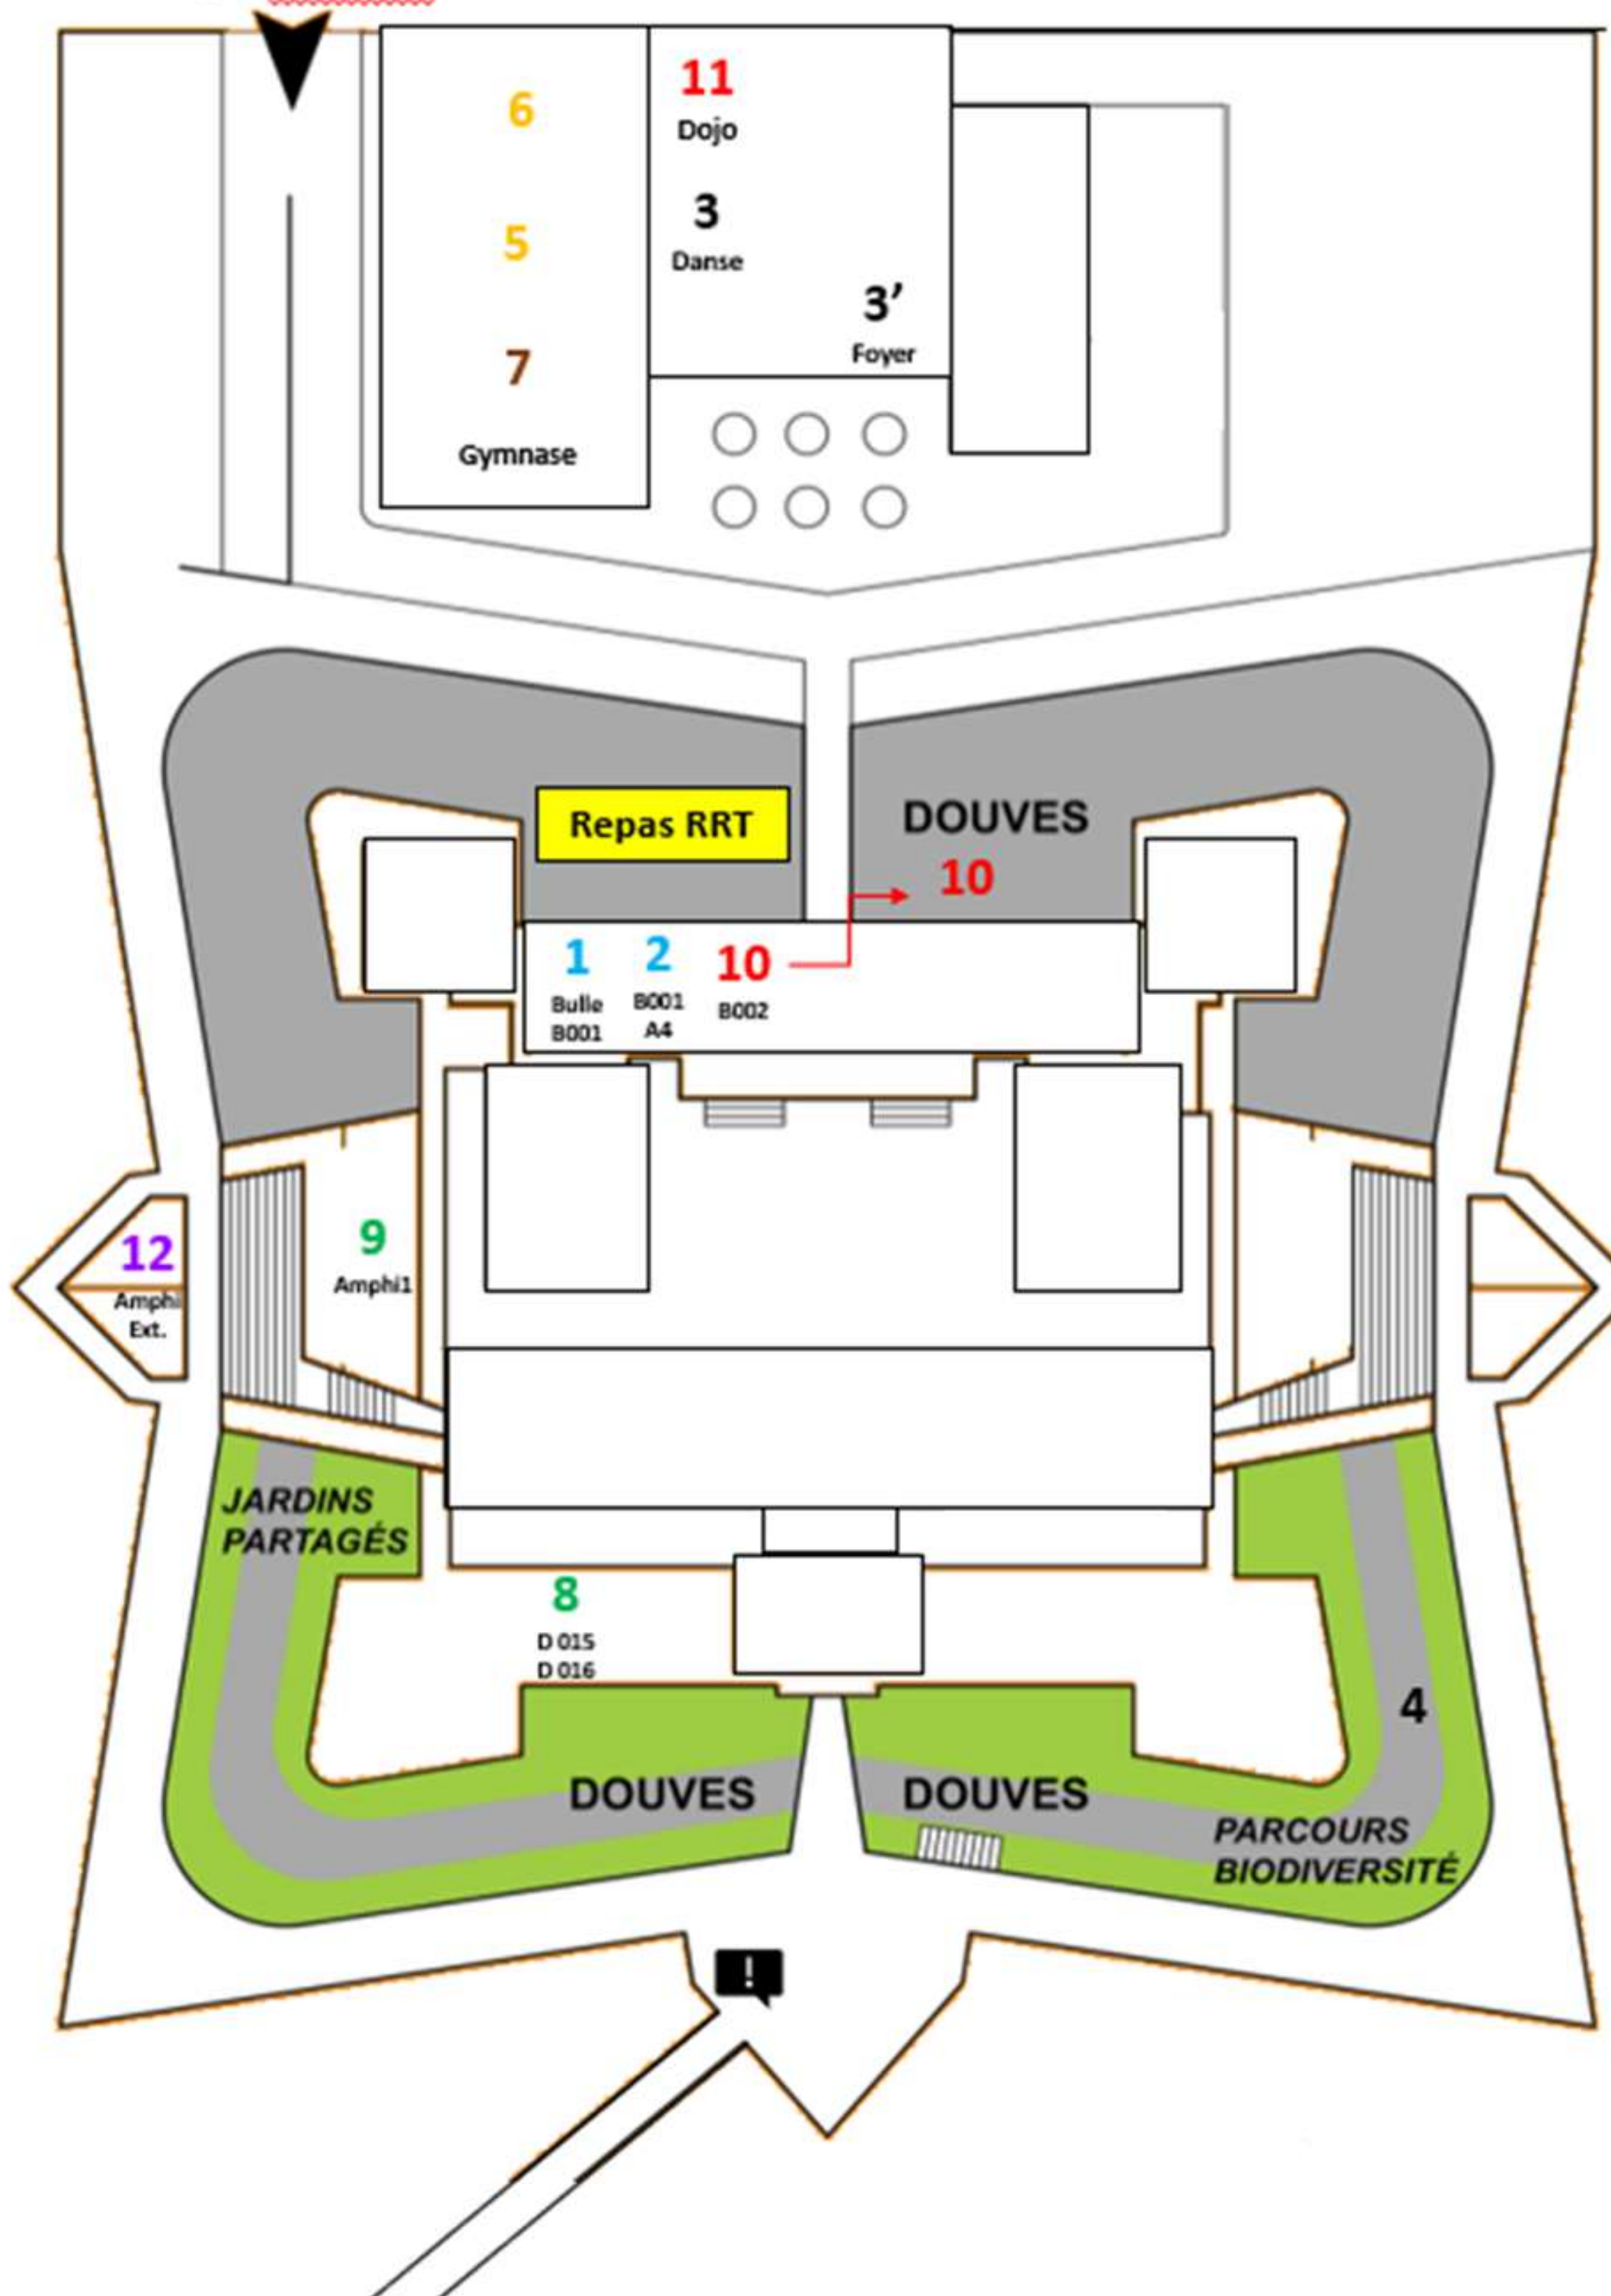 6
11
Dojo
3
Danse
5
3’
Foyer
7
Gymnase
Repas RRT
DOUVES
10
1
2
10
Bulle
B001
B001
A4
B002
12
Amphi
Ext.
9
Amphi1
JARDINS
PARTAGÉS
8
D 015
D 016
4
DOUVES
DOUVES
PARCOURS
BIODIVERSITÉ
!